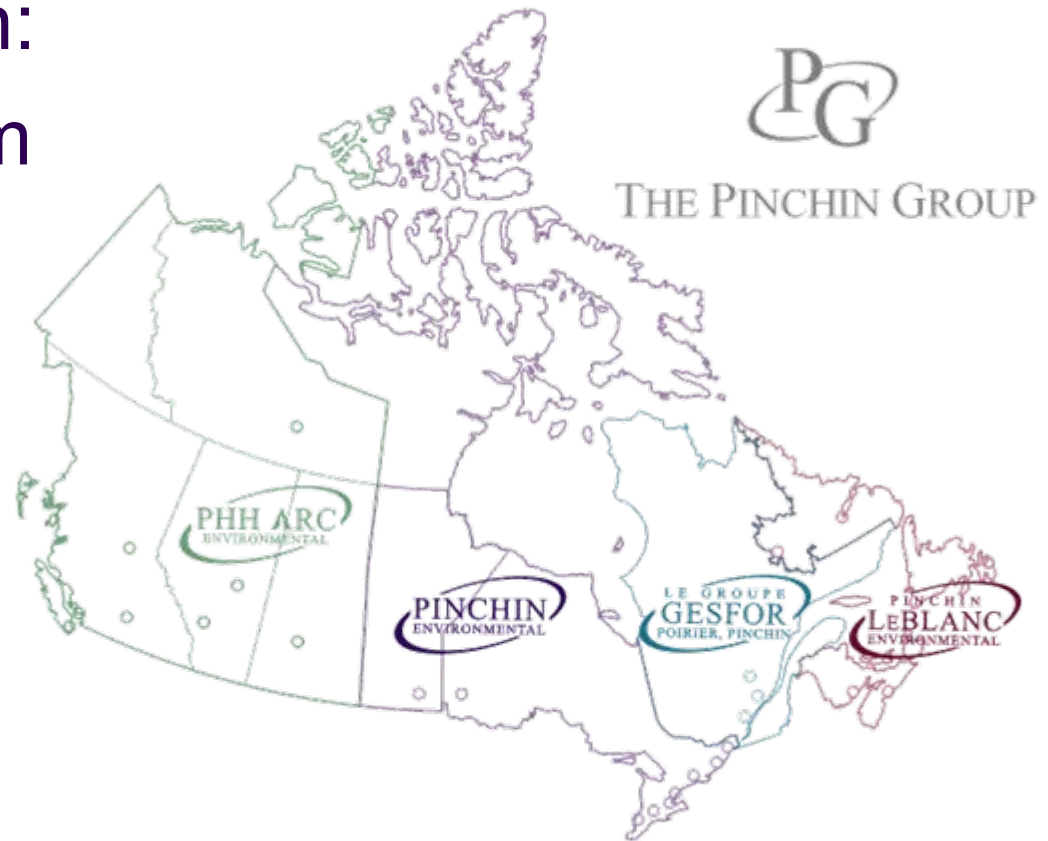 n:
m
PG
THE PINCHIN GROUP
PHH ARC
ENVIRONMENTAL
PINCHIN
ENVIRONMENTAL
LE GROUPE
GESFOR
POIRIER, PINCHIN
PINCHIN
LEBLANC
ENVIRONMENTAL